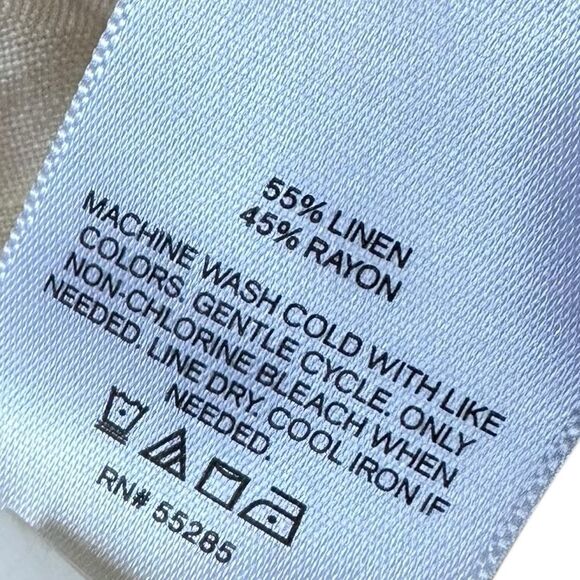 55% LINEN
45% RAYON
MACHINE WASH COLD WITH LIKE
COLORS. GENTLE CYCLE. ONLY
NON-CHLORINE BLEACH WHEN
NEEDED. LINE DRY. COOL IRON IF
NEEDED.
RN# 55285